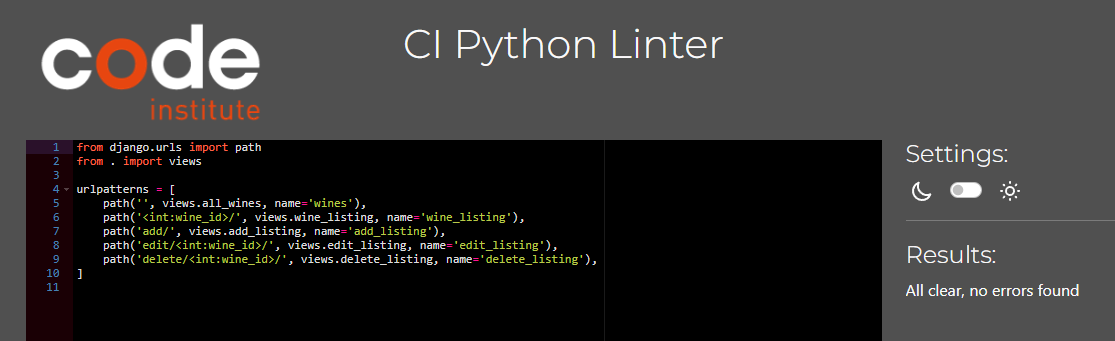 code
institute
CI Python Linter
1 from django.urls import path
2 from . import views
3
4 urlpatterns = [
5     path('', views.all_wines, name='wines'),
6     path('<int:wine_id>/', views.wine_listing, name='wine_listing'),
7     path('add/', views.add_listing, name='add_listing'),
8     path('edit/<int:wine_id>/', views.edit_listing, name='edit_listing'),
9     path('delete/<int:wine_id>/', views.delete_listing, name='delete_listing'),
10 ]
11
Settings:
Results:
All clear, no errors found